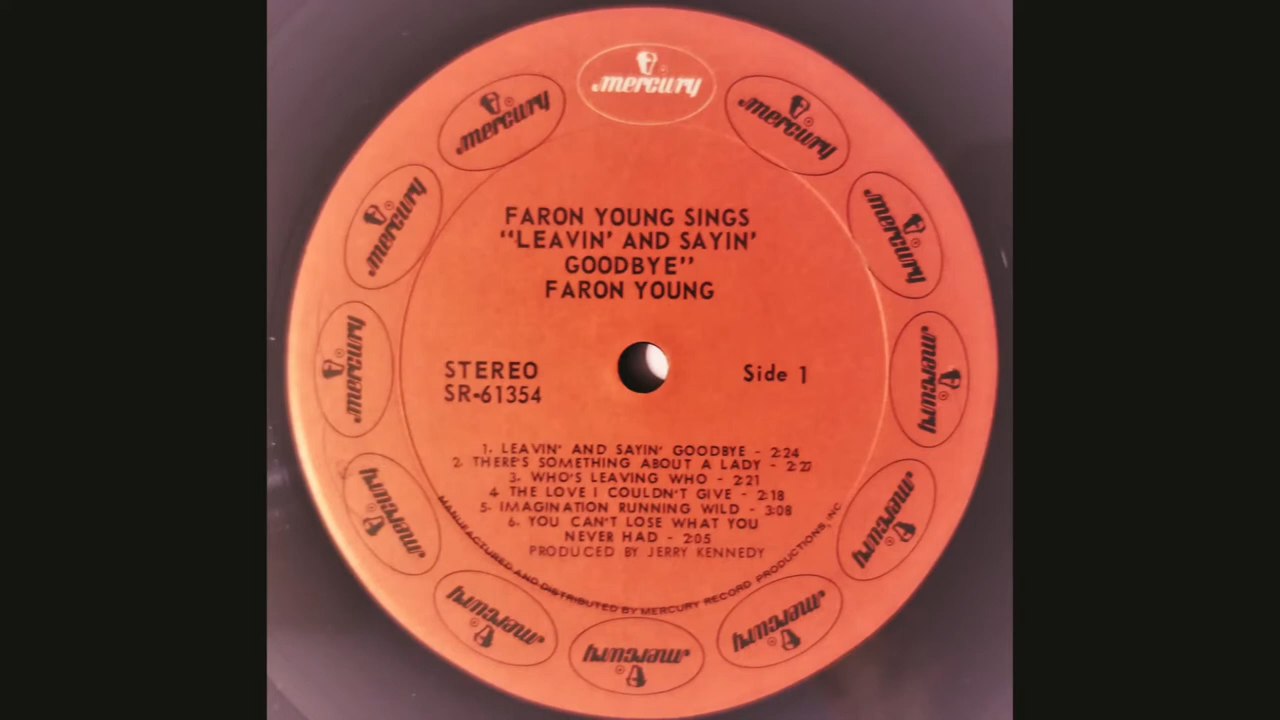 mercury
mercury
mercury
mercury
mercury
mercury
mercury
mercury
mercury
mercury
mercury
mercury
FARON YOUNG SINGS
"LEAVIN' AND SAYIN'
GOODBYE"
FARON YOUNG
STEREO
SR-61354
Side 1
1. LEAVIN' AND SAYIN' GOODBYE - 2:24
2. THERE'S SOMETHING ABOUT A LADY - 2:27
3. WHO'S LEAVING WHO - 2:21
4. THE LOVE I COULDN'T GIVE - 2:18
5. IMAGINATION RUNNING WILD - 3:08
6. YOU CAN'T LOSE WHAT YOU
NEVER HAD - 2:05
PRODUCED BY JERRY KENNEDY
MANUFACTURED AND DISTRIBUTED BY MERCURY RECORD PRODUCTIONS, INC